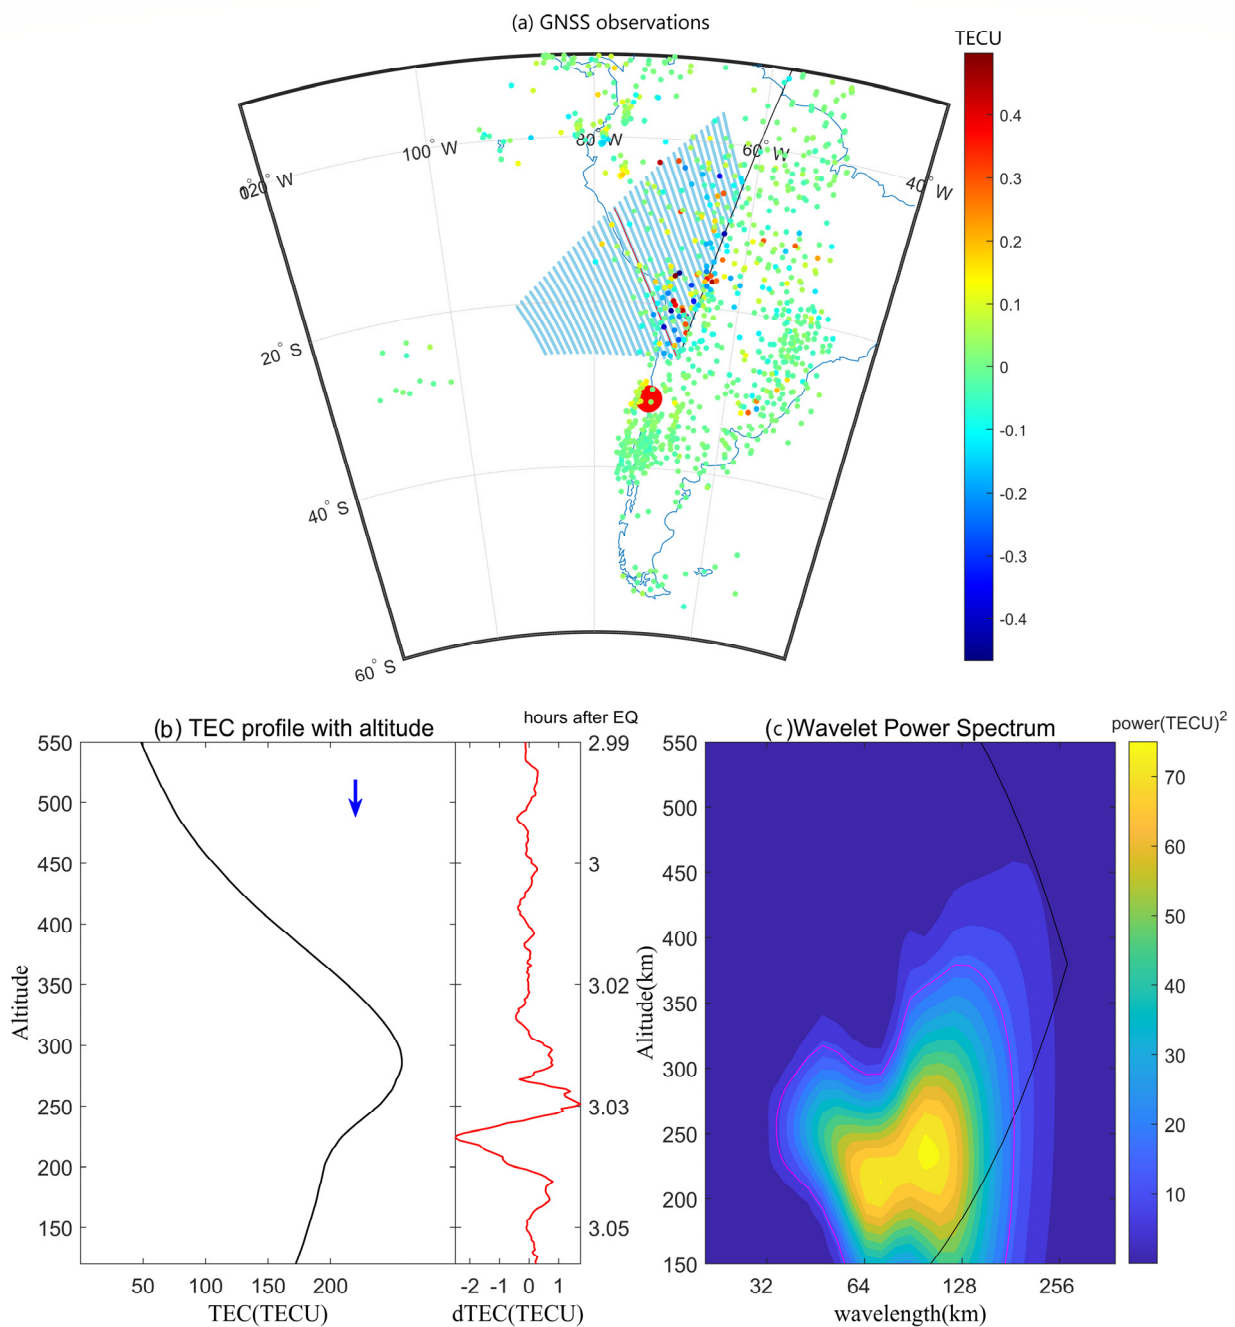 (a) GNSS observations
TECU
0.4
0.3
0.2
0.1
0
-0.1
-0.2
-0.3
-0.4
100° W
80° W
60° W
40° W
20° S
40° S
60° S
(b) TEC profile with altitude
hours after EQ
(c)Wavelet Power Spectrum
power(TECU)2
550
500
450
400
350
300
250
200
150
Altitude
50
100
150
200
TEC(TECU)
2.99
3
3.02
3.03
3.05
-2
-1
0
1
dTEC(TECU)
550
500
450
400
350
300
250
200
150
Alitude(km)
32
64
128
256
wavelength(km)
70
60
50
40
30
20
10